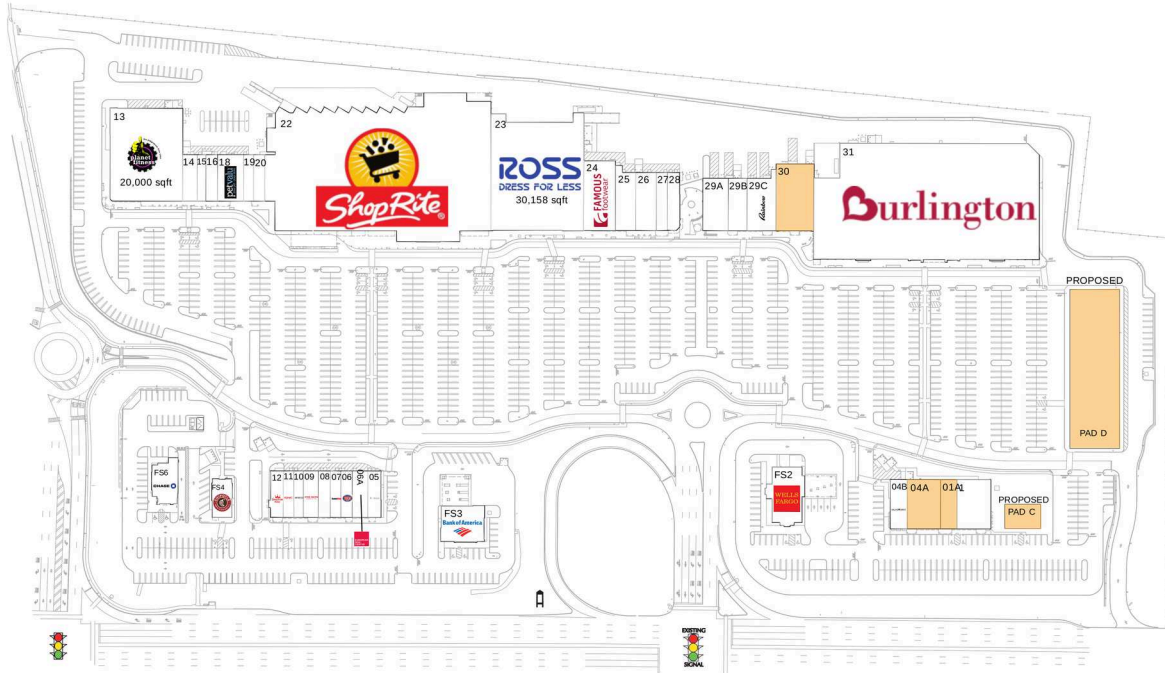 13
planet fitness
20,000 sqft
14
15
16
18
petvalu
19
20
22
ShopRite®
23
ROSS
DRESS FOR LESS
30,158 sqft
24
FAMOUS
footwear
25
26
27
28
29A
29B
29C
Rainbow
30
31
Burlington
PROPOSED
PAD D
FS6
CHASE
FS4
12
11
10
09
08
07
06
06A
05
FS3
Bank of America
FS2
WELLS
FARGO
04B
04A
01A
1
PROPOSED
PAD C
EXISTING
SIGNAL